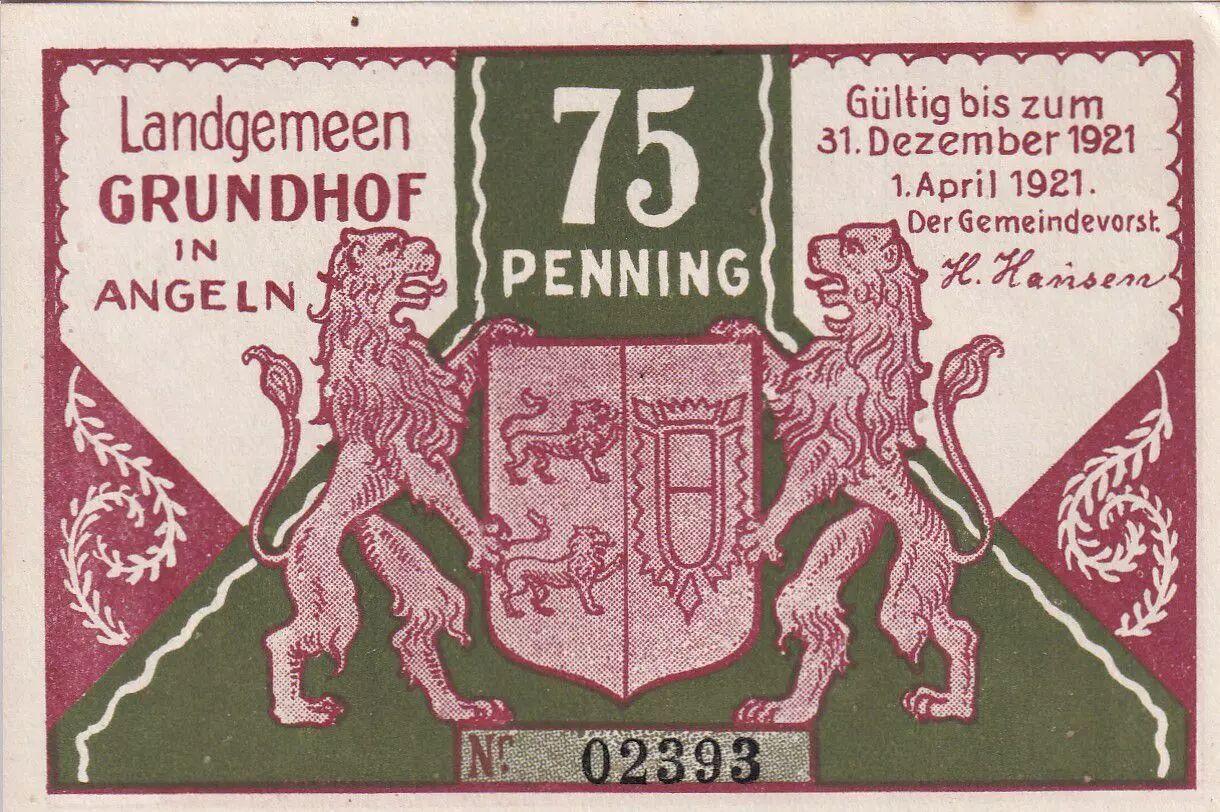 Landgemeen
GRUNDHOF
IN
ANGELN
75
PENNING
Gültig bis zum
31. Dezember 1921
1. April 1921.
Der Gemeindevorst.
H. Hansen
Nr. 02393